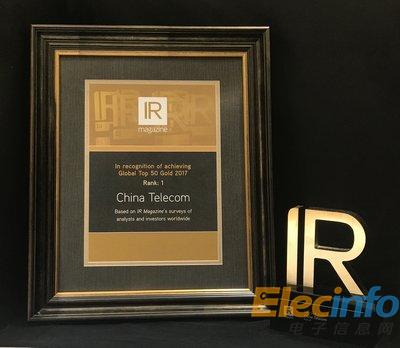 IR
magazine
In recognition of achieving
Global Top 50 Gold 2017
Rank: 1
China Telecom
Based on IR Magazine's surveys of
analysts and investors worldwide
IR
Elecinfo
电子信息网